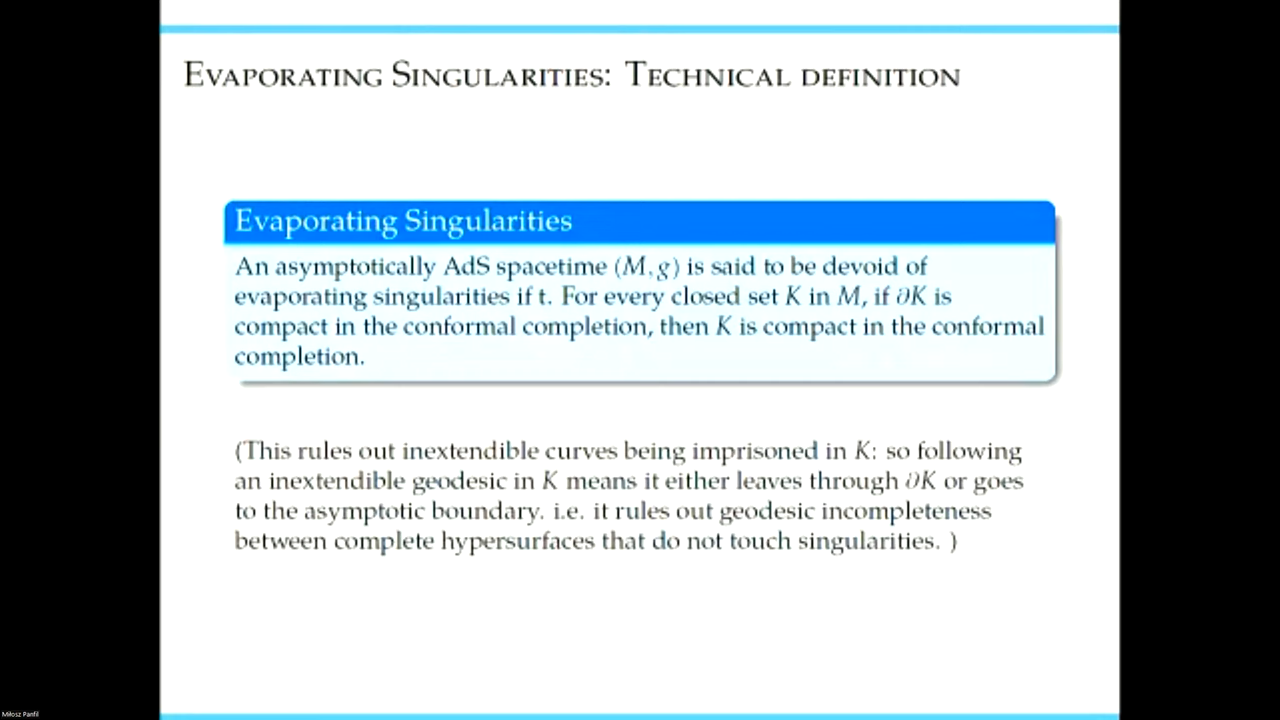 EVAPORATING SINGULARITIES: TECHNICAL DEFINITION
Evaporating Singularities
An asymptotically AdS spacetime (M, g) is said to be devoid of
evaporating singularities if t. For every closed set K in M, if ∂K is
compact in the conformal completion, then K is compact in the conformal
completion.
(This rules out inextendible curves being imprisoned in K: so following
an inextendible geodesic in K means it either leaves through ∂K or goes
to the asymptotic boundary. i.e. it rules out geodesic incompleteness
between complete hypersurfaces that do not touch singularities. )
Miłosz Panfil